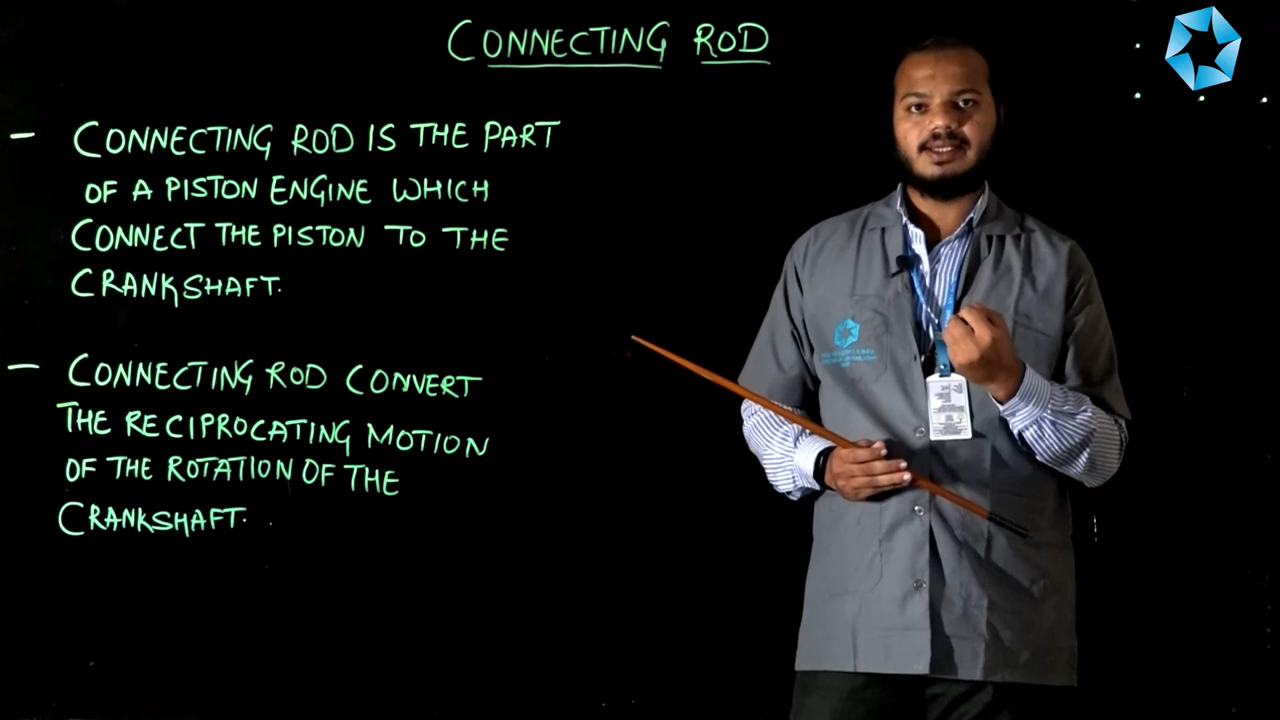 CONNECTING ROD
- CONNECTING ROD IS THE PART
OF A PISTON ENGINE WHICH
CONNECT THE PISTON TO THE
CRANKSHAFT.
- CONNECTING ROD CONVERT
THE RECIPROCATING MOTION
OF THE ROTATION OF THE
CRANKSHAFT.